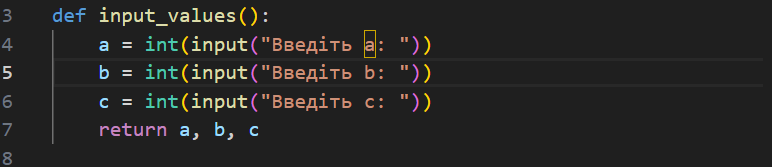 3 def input_values():
4     a = int(input("Введіть а: "))
5     b = int(input("Введіть b: "))
6     c = int(input("Введіть c: "))
7     return a, b, c
8